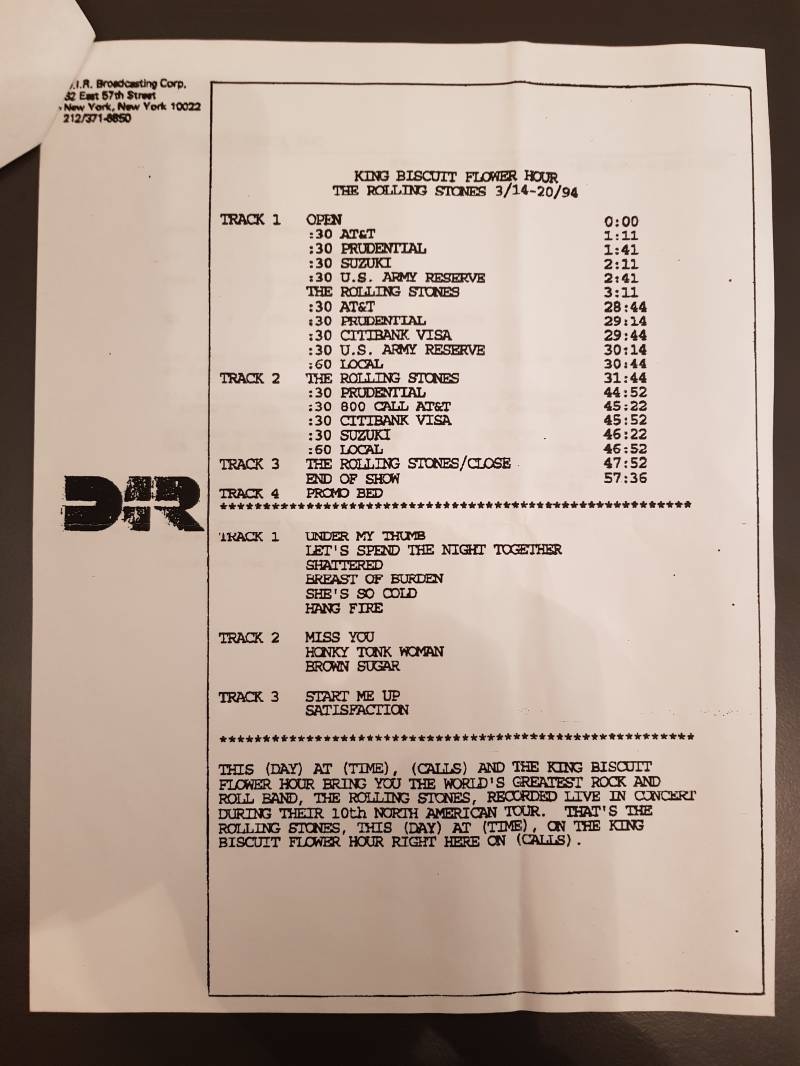 .I.R. Broadcasting Corp.
32 East 57th Street
New York, New York 10022
212/371-6850
KING BISCUIT FLOWER HOUR
THE ROLLING STONES 3/14-20/94
TRACK 1 OPEN 0:00
:30 AT&T 1:11
:30 PRUDENTIAL 1:41
:30 SUZUKI 2:11
:30 U.S. ARMY RESERVE 2:41
THE ROLLING STONES 3:11
:30 AT&T 28:44
:30 PRUDENTIAL 29:14
:30 CITIBANK VISA 29:44
:30 U.S. ARMY RESERVE 30:14
:60 LOCAL 30:44
TRACK 2 THE ROLLING STONES 31:44
:30 PRUDENTIAL 44:52
:30 800 CALL AT&T 45:22
:30 CITIBANK VISA 45:52
:30 SUZUKI 46:22
:60 LOCAL 46:52
TRACK 3 THE ROLLING STONES/CLOSE 47:52
END OF SHOW 57:36
TRACK 4 PROMO BED
DIR
TRACK 1 UNDER MY THUMB
LET'S SPEND THE NIGHT TOGETHER
SHATTERED
BREAST OF BURDEN
SHE'S SO COLD
HANG FIRE
TRACK 2 MISS YOU
HONKY TONK WOMAN
BROWN SUGAR
TRACK 3 START ME UP
SATISFACTION
THIS (DAY) AT (TIME), (CALLS) AND THE KING BISCUIT
FLOWER HOUR BRING YOU THE WORLD'S GREATEST ROCK AND
ROLL BAND, THE ROLLING STONES, RECORDED LIVE IN CONCERT
DURING THEIR 10th NORTH AMERICAN TOUR. THAT'S THE
ROLLING STONES, THIS (DAY) AT (TIME), ON THE KING
BISCUIT FLOWER HOUR RIGHT HERE ON (CALLS).